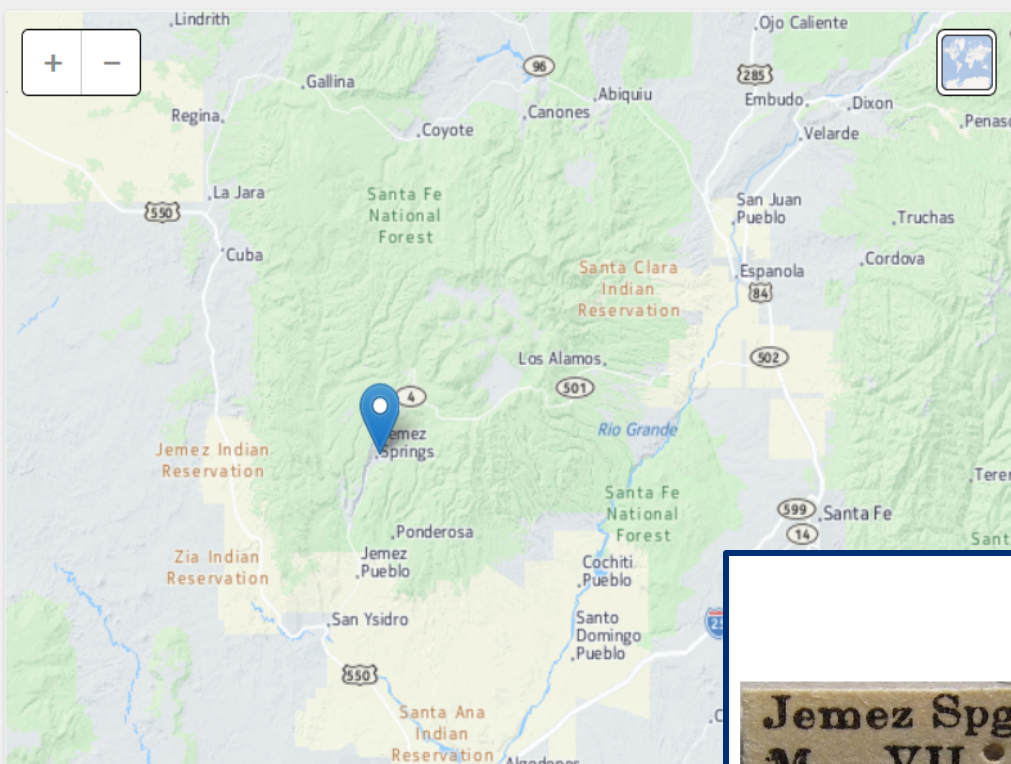 Lindrith
Ojo Caliente
+
−
96
285
Gallina
Abiquiu
Embudo
Dixon
Regina
Canones
Coyote
Velarde
La Jara
Santa Fe
National
Forest
San Juan
Pueblo
Truchas
550
Cuba
Cordova
Santa Clara
Indian
Reservation
Espanola
84
Los Alamos
502
501
4
Jemez Indian
Reservation
Springs
Rio Grande
Santa Fe
National
Forest
599
Santa Fe
14
Ponderosa
Zia Indian
Reservation
Jemez
Pueblo
Cochiti
Pueblo
San Ysidro
Santo
Domingo
Pueblo
550
Santa Ana
Indian
Reservation
Algodones
Jemez Spg
M VII